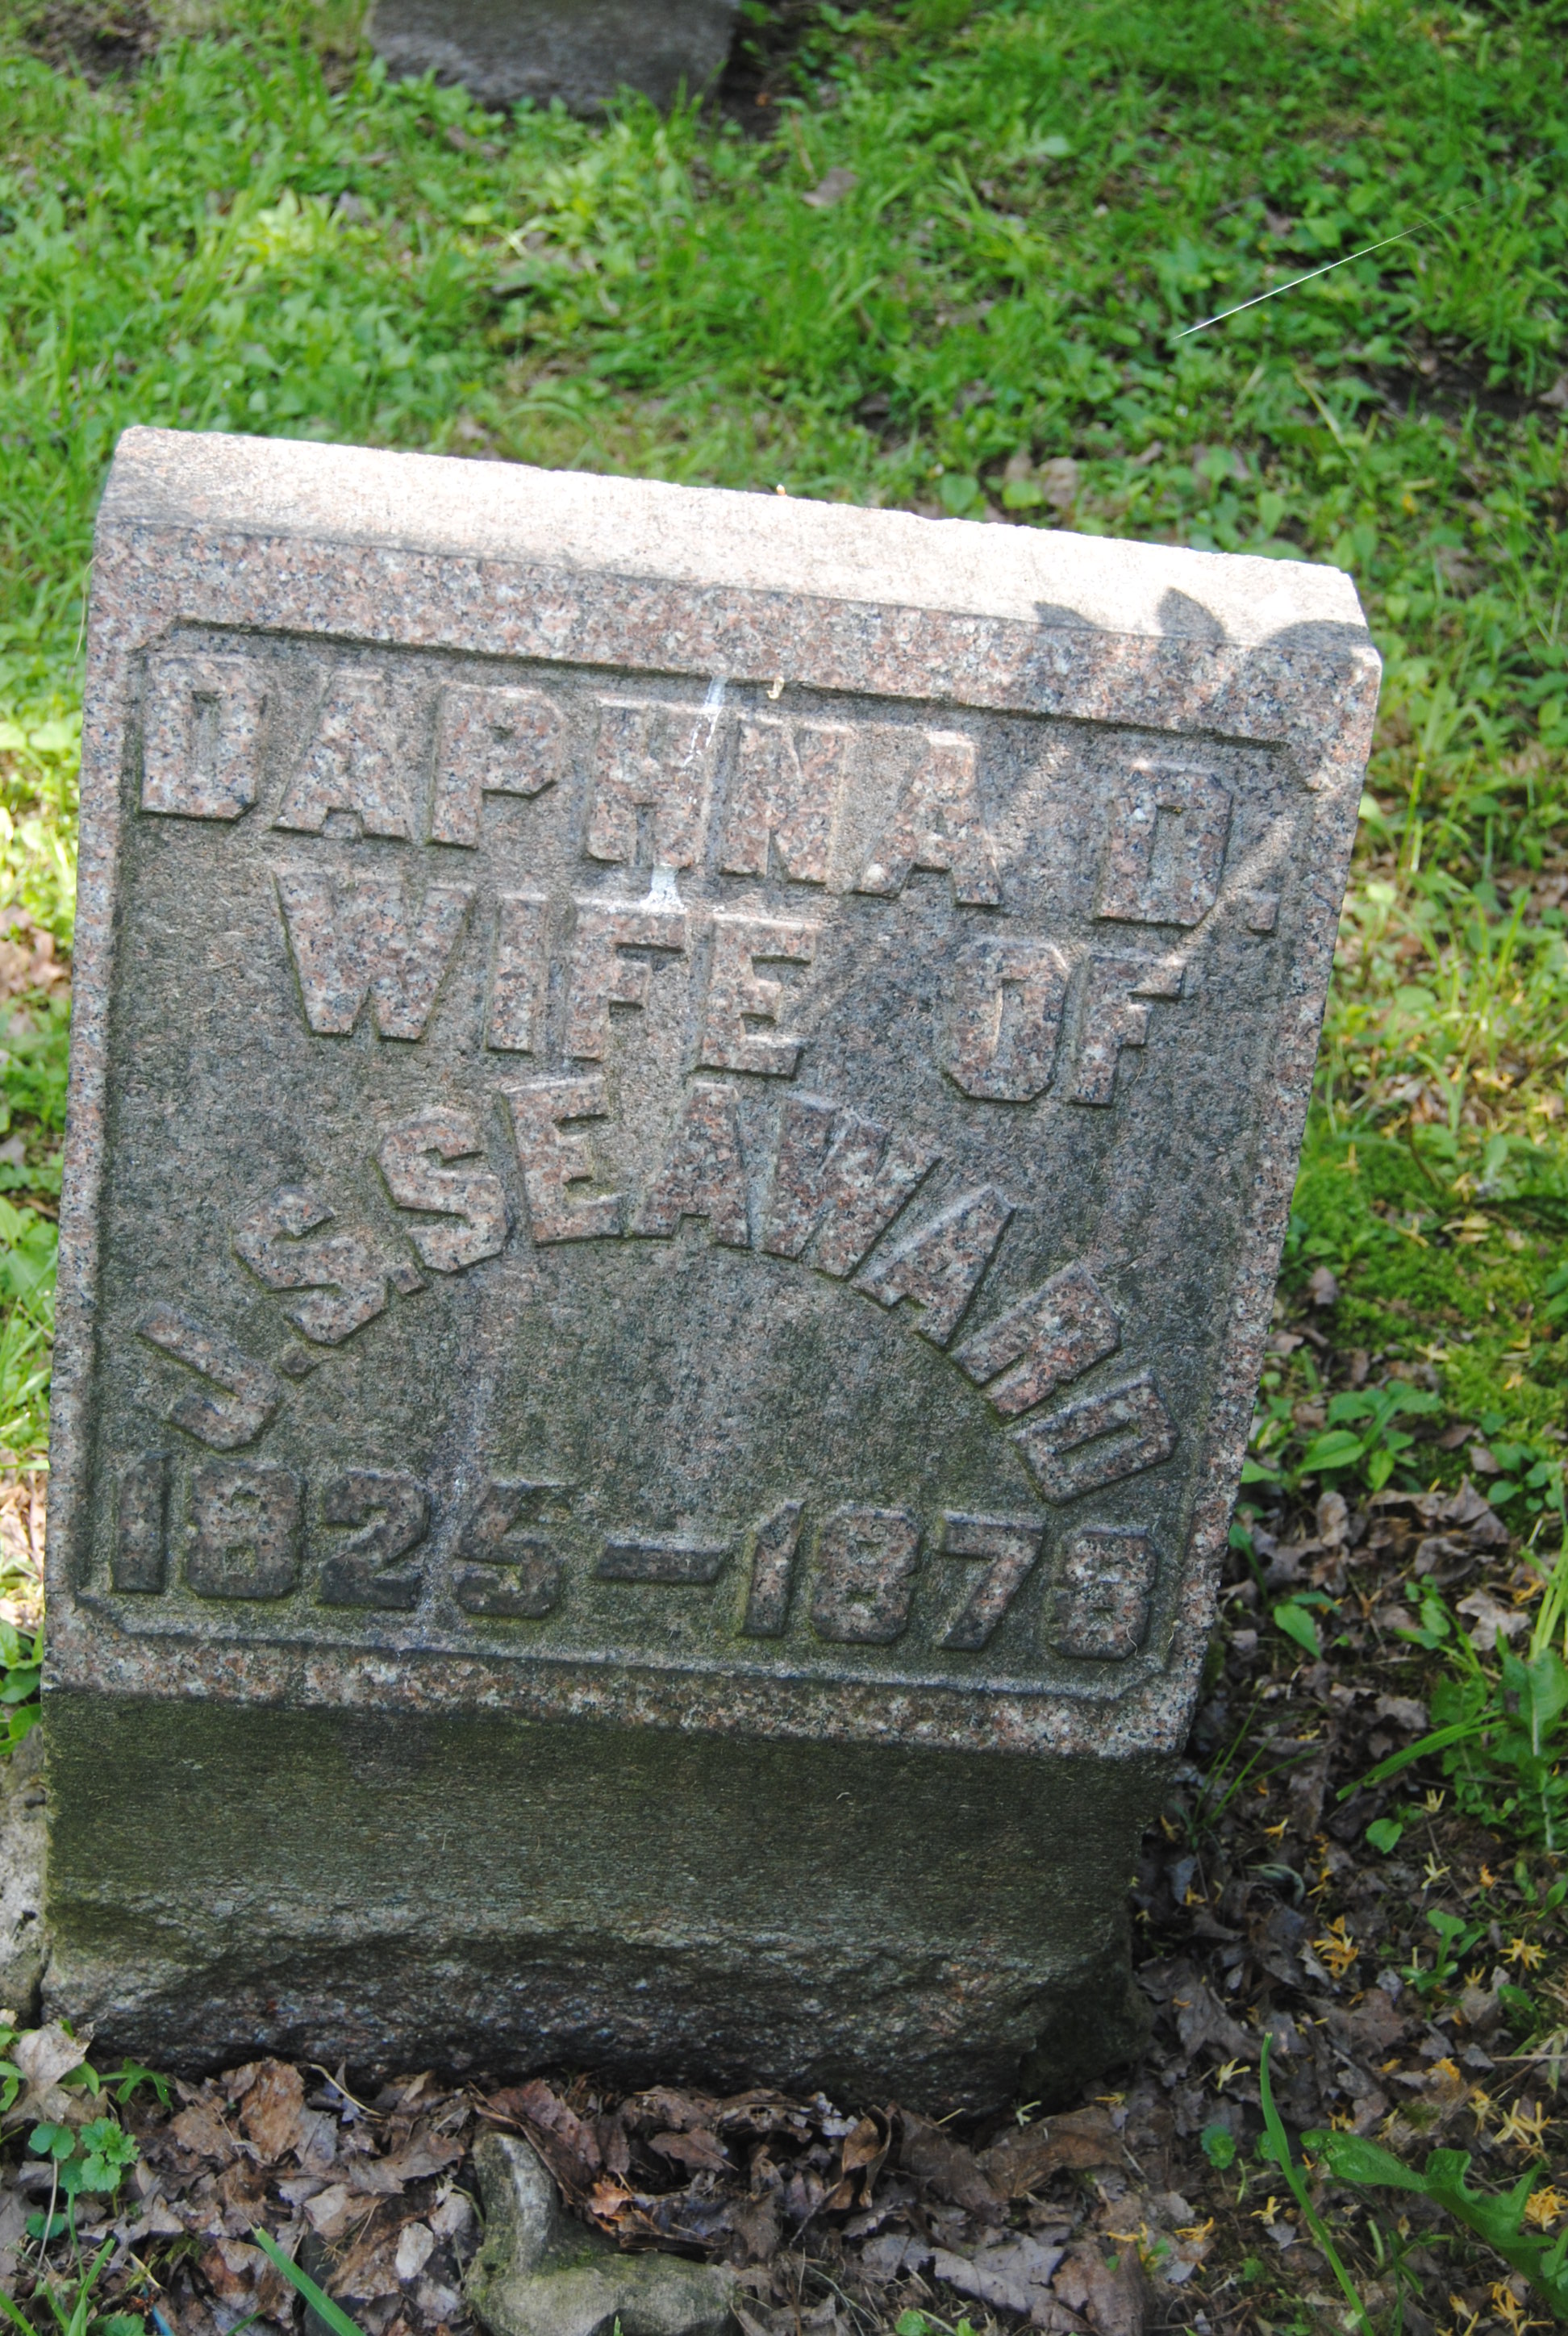 DAPHNA D.
WIFE OF
J.S.SEAWARD
1825-1878